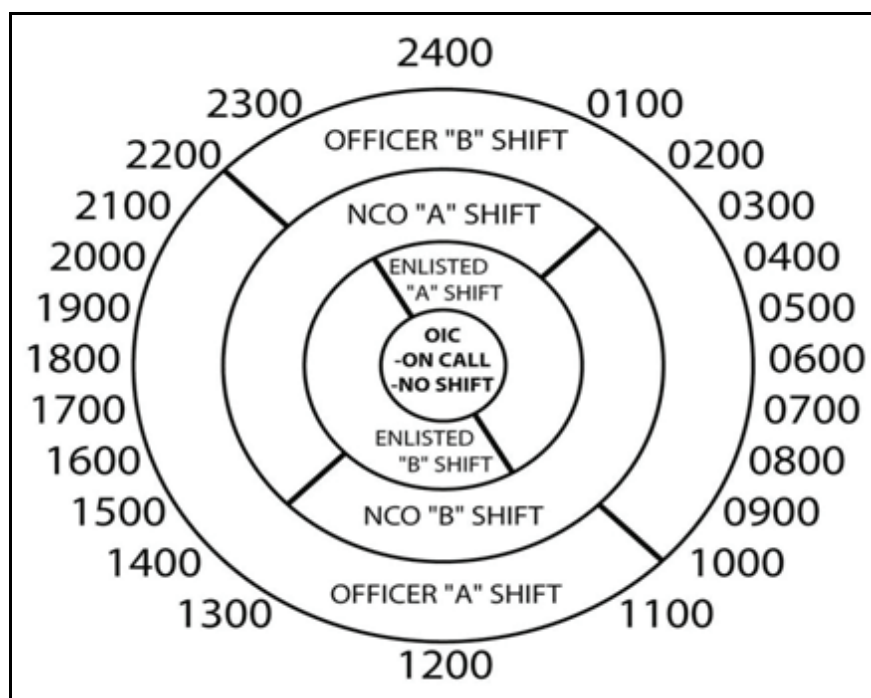 2400
2300
0100
2200
0200
2100
0300
2000
0400
1900
0500
1800
0600
1700
0700
1600
0800
1500
0900
1400
1000
1300
1100
1200
OFFICER "B" SHIFT
NCO "A" SHIFT
ENLISTED
"A" SHIFT
OIC
-ON CALL
-NO SHIFT
ENLISTED
"B" SHIFT
NCO "B" SHIFT
OFFICER "A" SHIFT